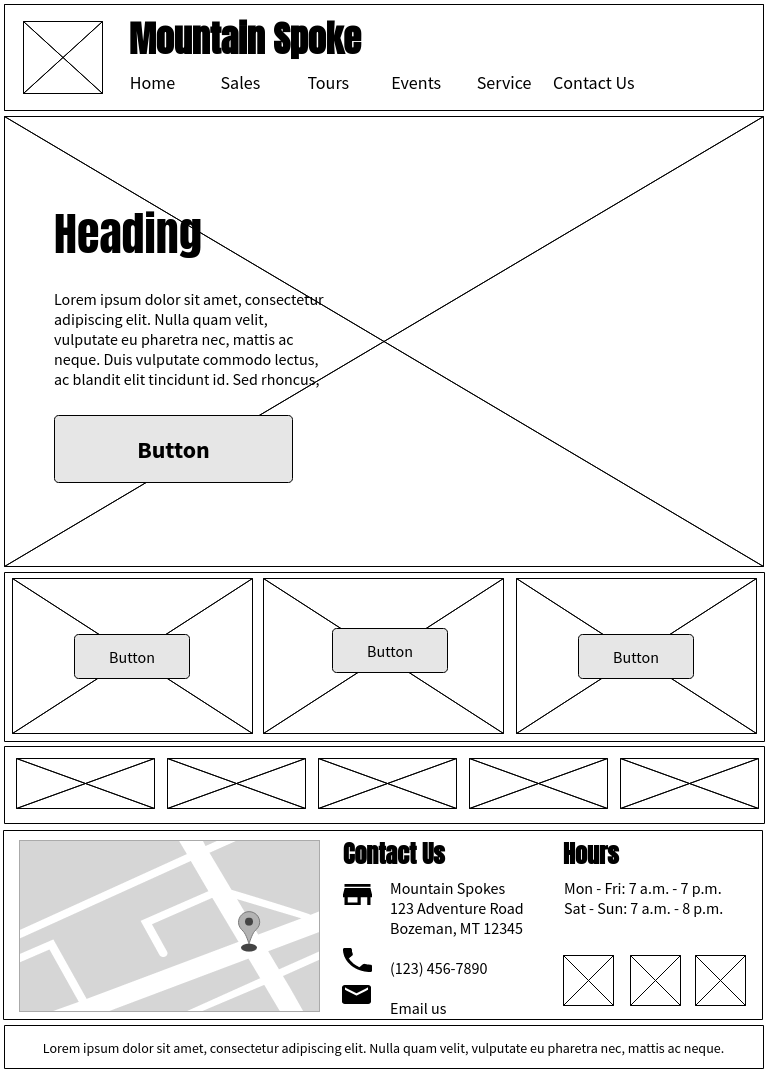 Mountain Spoke
Home Sales Tours Events Service Contact Us
Heading
Lorem ipsum dolor sit amet, consectetur
adipiscing elit. Nulla quam velit,
vulputate eu pharetra nec, mattis ac
neque. Duis vulputate commodo lectus,
ac blandit elit tincidunt id. Sed rhoncus,
Button
Button
Button
Button
Contact Us
Mountain Spokes
123 Adventure Road
Bozeman, MT 12345
(123) 456-7890
Email us
Hours
Mon - Fri: 7 a.m. - 7 p.m.
Sat - Sun: 7 a.m. - 8 p.m.
Lorem ipsum dolor sit amet, consectetur adipiscing elit. Nulla quam velit, vulputate eu pharetra nec, mattis ac neque.